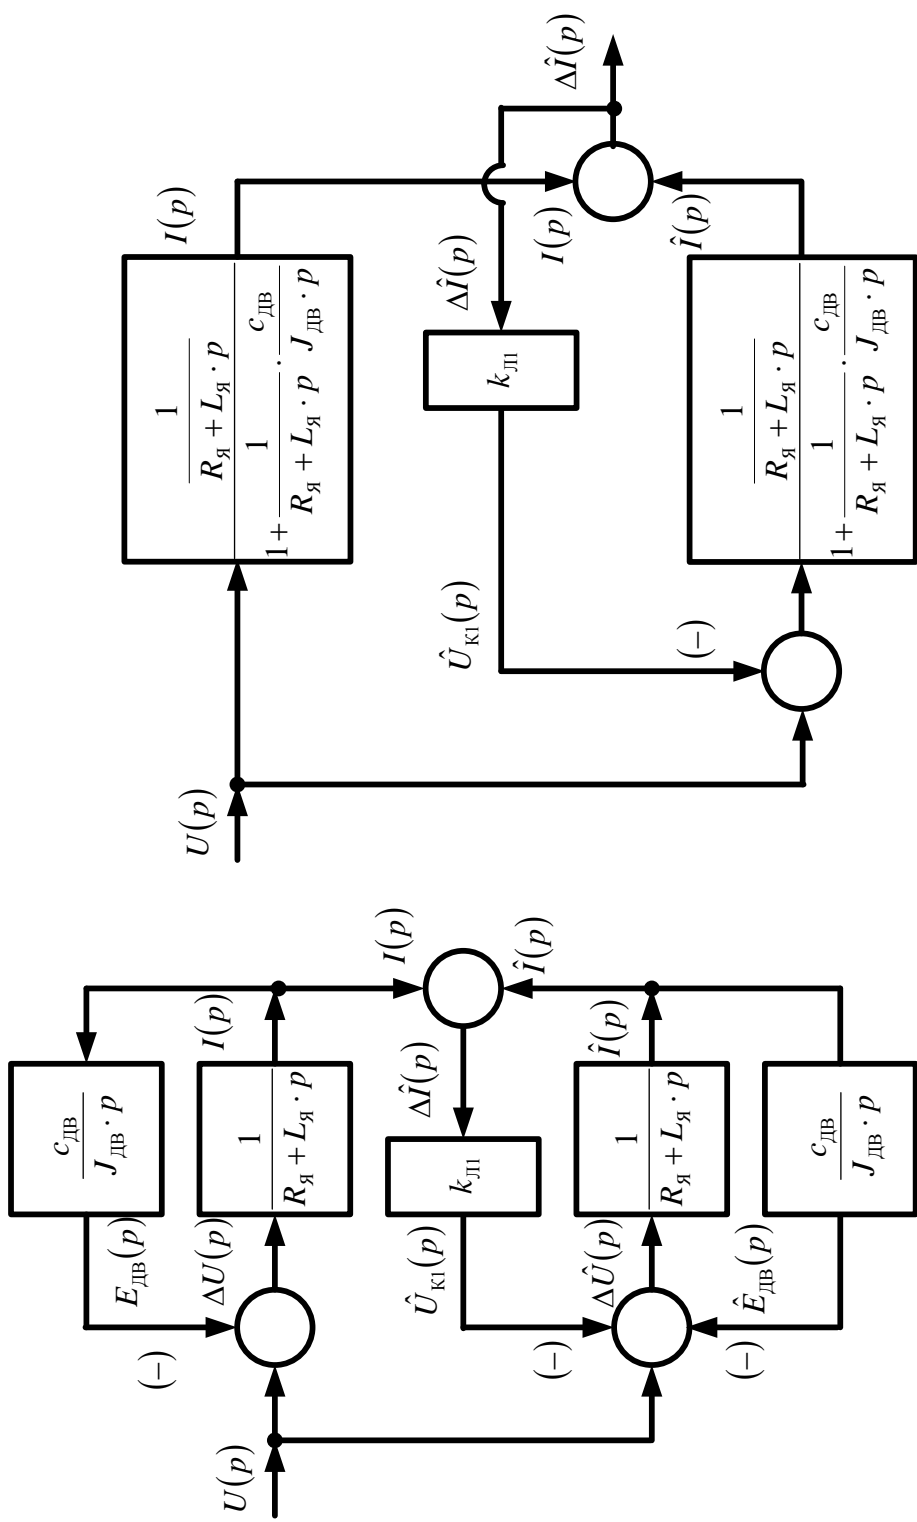 U(p)
(−)
E_ДВ(p)
c_ДВ / (J_ДВ · p)
ΔU(p)
1 / (R_Я + L_Я · p)
I(p)
I(p)
Û_К1(p)
k_Л1
ΔÎ(p)
(−)
ΔÛ(p)
1 / (R_Я + L_Я · p)
Î(p)
Î(p)
(−)
Ê_ДВ(p)
c_ДВ / (J_ДВ · p)
U(p)
1 / (R_Я + L_Я · p)
1 + 1 / (R_Я + L_Я · p) · c_ДВ / (J_ДВ · p)
I(p)
Û_К1(p)
k_Л1
ΔÎ(p)
I(p)
ΔÎ(p)
(−)
1 / (R_Я + L_Я · p)
1 + 1 / (R_Я + L_Я · p) · c_ДВ / (J_ДВ · p)
Î(p)